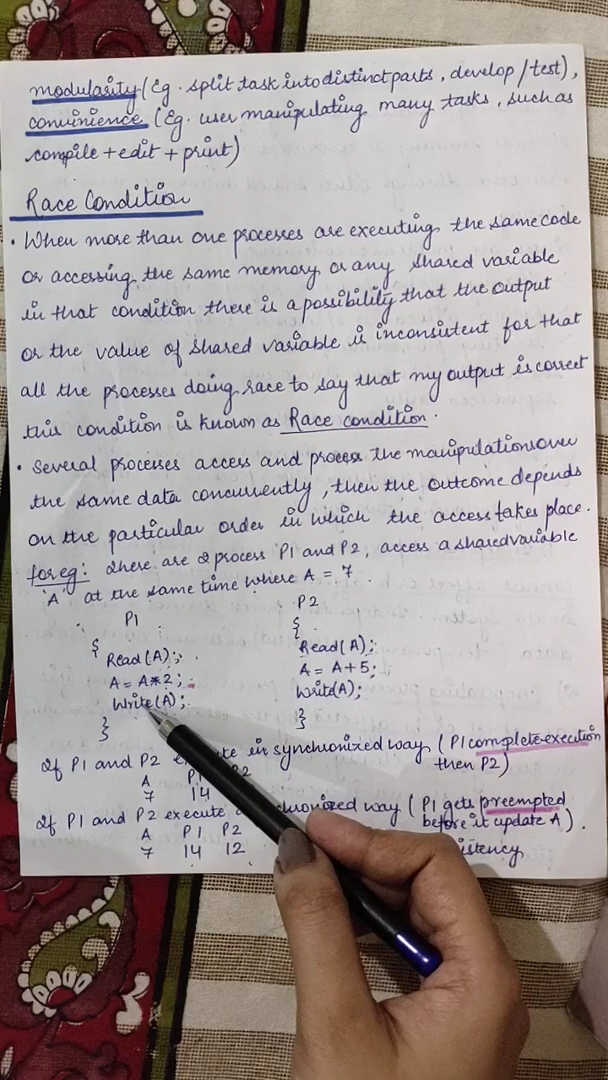 modularity (Eg. split task into distinct parts, develop/test),
convinience (Eg. user manipulating many tasks, such as
compile + edit + print)
Race Condition
• When more than one processes are executing the same code
or accessing the same memory or any shared variable
in that condition there is a possibility that the output
or the value of shared variable is inconsistent for that
all the processes doing race to say that my output is correct
this condition is known as Race condition.
• Several processes access and process the manipulations over
the same data concurrently, then the outcome depends
on the particular order in which the access takes place.
for eg: there are 2 process P1 and P2, access a shared variable
'A' at the same time where A = 7.
P1 P2
{ {
Read(A); Read(A);
A = A*2; A = A+5;
Write(A); Write(A);
} }
If P1 and P2 in synchronized way (P1 complete execution
then P2)
A P1
7 14
If P1 and P2 execute way (P1 gets preempted
before it update A).
A P1 P2
7 14 12